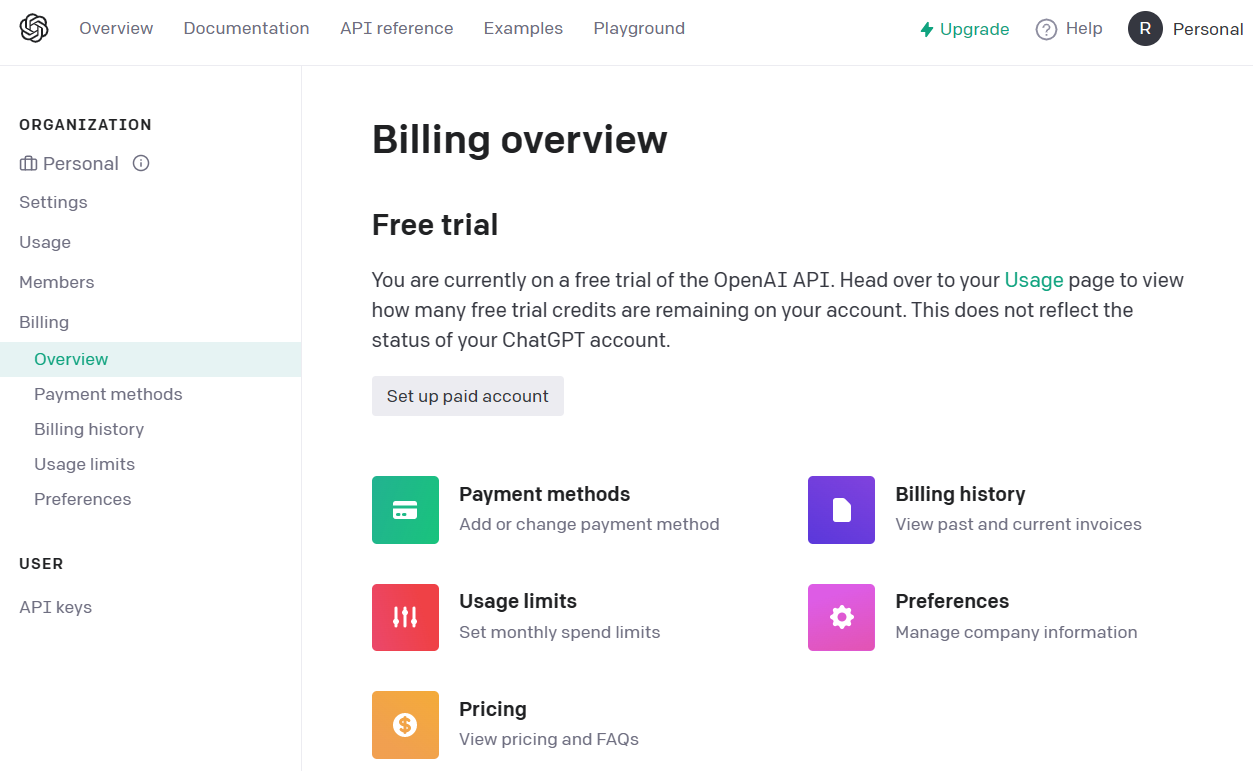 Overview Documentation API reference Examples Playground Upgrade Help R Personal
ORGANIZATION
Personal
Settings
Usage
Members
Billing
Overview
Payment methods
Billing history
Usage limits
Preferences
USER
API keys
Billing overview
Free trial
You are currently on a free trial of the OpenAI API. Head over to your Usage page to view
how many free trial credits are remaining on your account. This does not reflect the
status of your ChatGPT account.
Set up paid account
Payment methods
Add or change payment method
Billing history
View past and current invoices
Usage limits
Set monthly spend limits
Preferences
Manage company information
Pricing
View pricing and FAQs